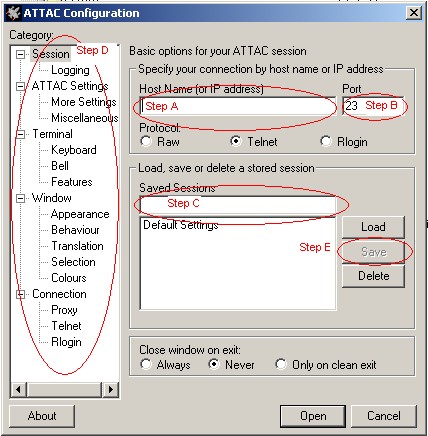 ATTAC Configuration
Category:
Session
Step D
Logging
ATTAC Settings
More Settings
Miscellaneous
Terminal
Keyboard
Bell
Features
Window
Appearance
Behaviour
Translation
Selection
Colours
Connection
Proxy
Telnet
Rlogin
Basic options for your ATTAC session
Specify your connection by host name or IP address
Host Name (or IP address) Port
Step A 23 Step B
Protocol:
Raw Telnet Rlogin
Load, save or delete a stored session
Saved Sessions
Step C
Default Settings
Load
Step E Save
Delete
Close window on exit:
Always Never Only on clean exit
About Open Cancel